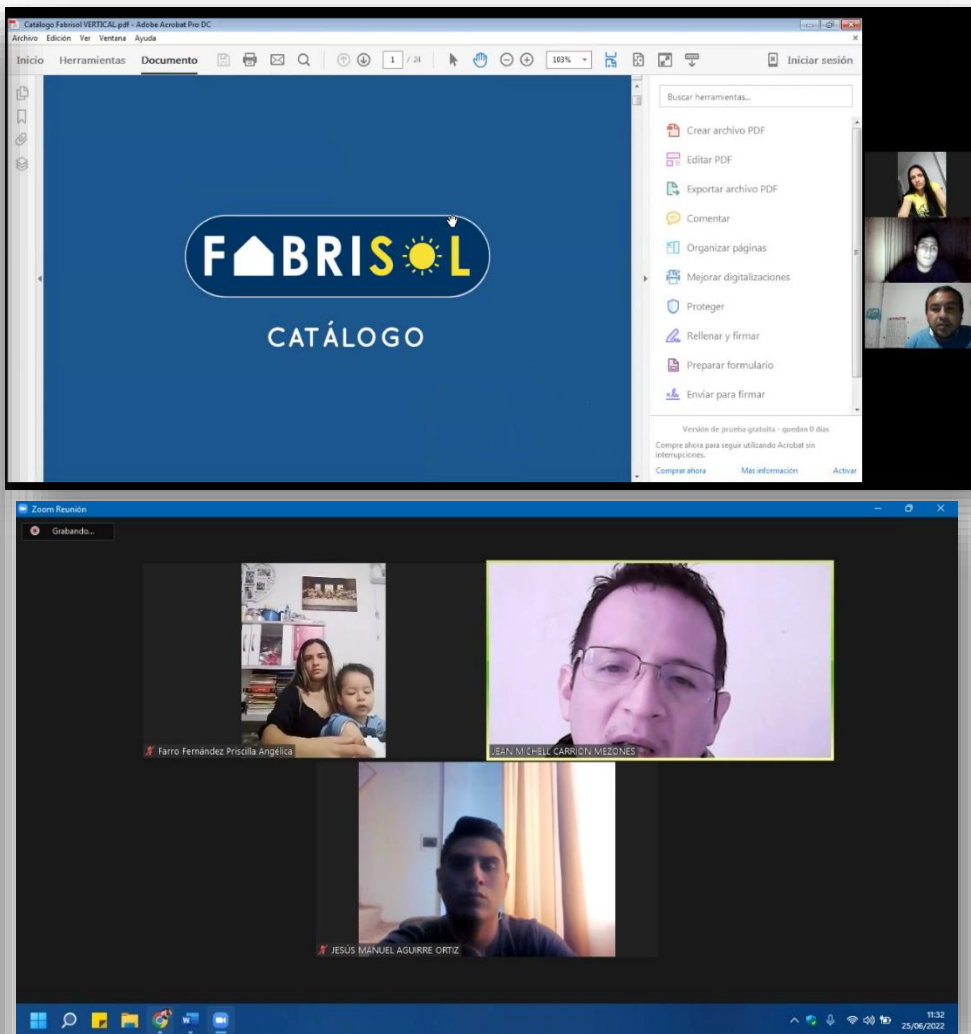 Catálogo Fabrisol VERTICAL.pdf - Adobe Acrobat Pro DC
Archivo Edición Ver Ventana Ayuda
Inicio Herramientas Documento 1 / 24 103% Iniciar sesión
Buscar herramientas...
Crear archivo PDF
Editar PDF
Exportar archivo PDF
Comentar
Organizar páginas
Mejorar digitalizaciones
Proteger
Rellenar y firmar
Preparar formulario
Enviar para firmar
Versión de prueba gratuita - quedan 0 días
Compre ahora para seguir utilizando Acrobat sin
interrupciones.
Comprar ahora Más información Activar
FABRISOL
CATÁLOGO
Zoom Reunión
Grabando...
Farro Fernández Priscilla Angélica
JEAN MICHELL CARRION MEZONES
JESÚS MANUEL AGUIRRE ORTIZ
11:32
25/06/2022